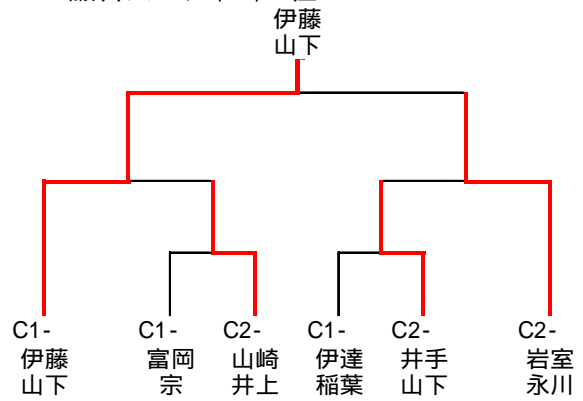 伊藤
山下
C1- C1- C2- C1- C2- C2-
伊藤 富岡 山崎 伊達 井手 岩室
山下 宗 井上 稲葉 山下 永川